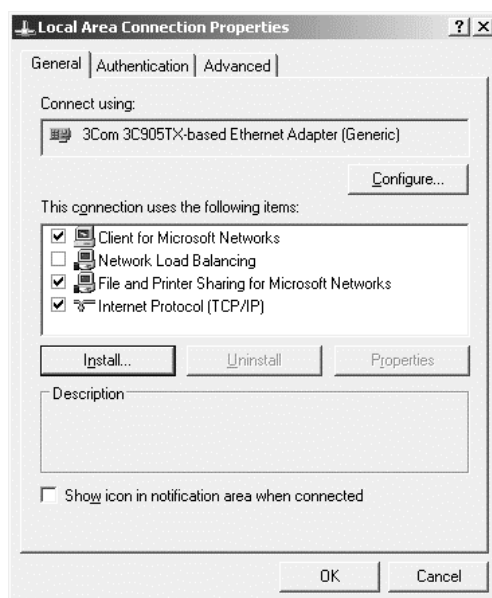 Local Area Connection Properties
General Authentication Advanced
Connect using:
3Com 3C905TX-based Ethernet Adapter (Generic)
Configure...
This connection uses the following items:
Client for Microsoft Networks
Network Load Balancing
File and Printer Sharing for Microsoft Networks
Internet Protocol (TCP/IP)
Install... Uninstall Properties
Description
Show icon in notification area when connected
OK Cancel